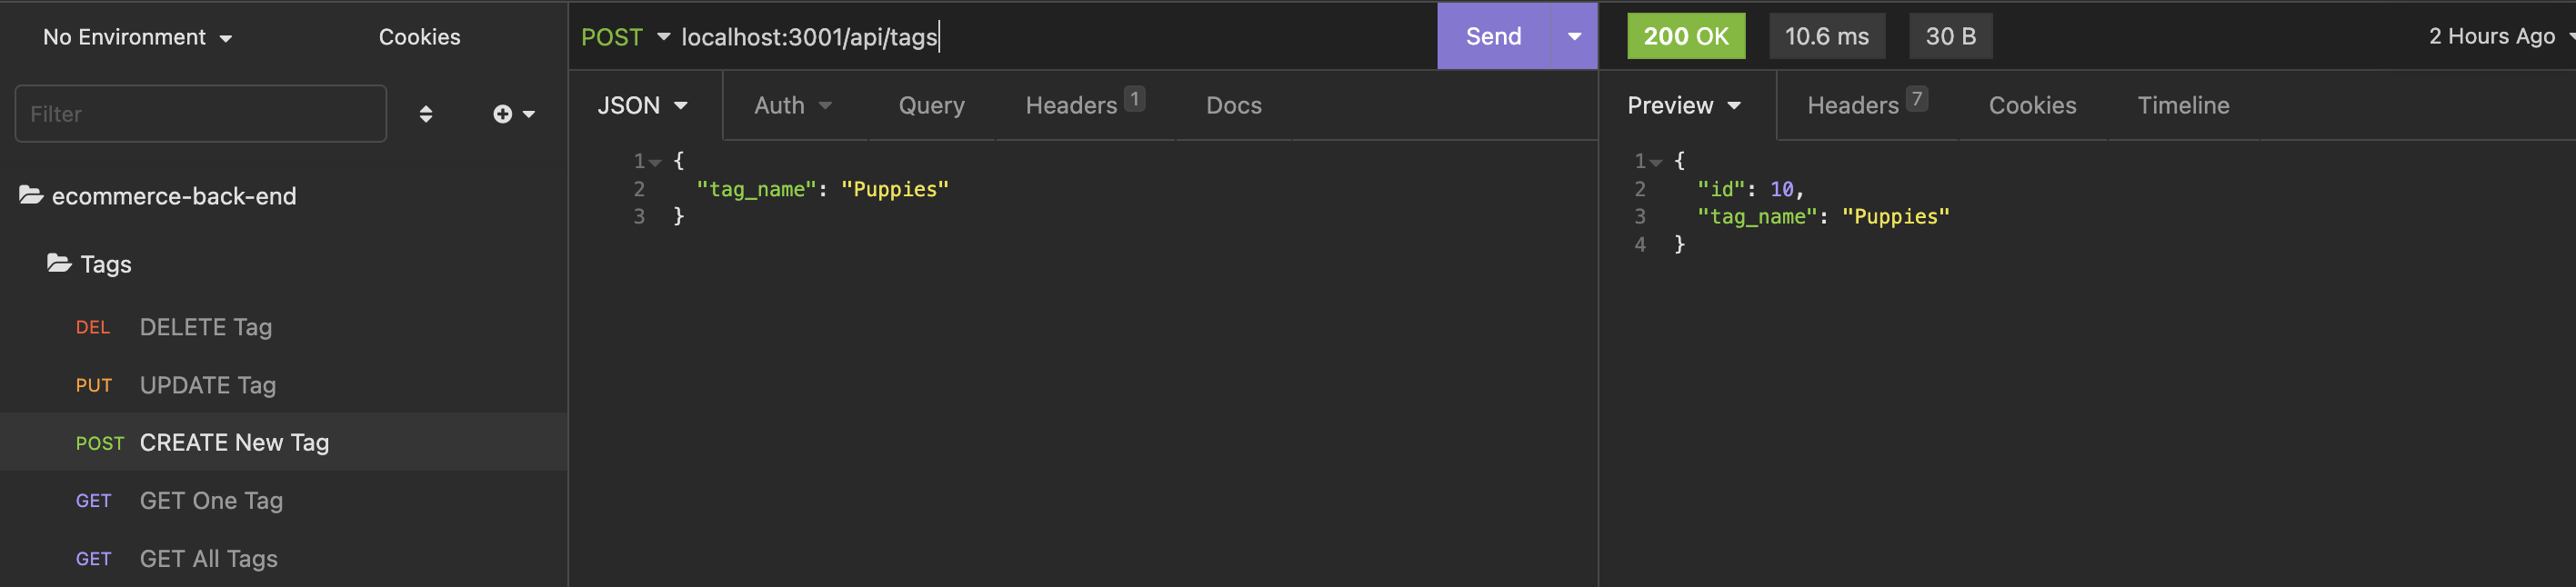 No Environment Cookies
Filter
ecommerce-back-end
Tags
DEL DELETE Tag
PUT UPDATE Tag
POST CREATE New Tag
GET GET One Tag
GET GET All Tags
POST localhost:3001/api/tags Send
JSON Auth Query Headers 1 Docs
1 {
2 "tag_name": "Puppies"
3 }
200 OK 10.6 ms 30 B 2 Hours Ago
Preview Headers 7 Cookies Timeline
1 {
2 "id": 10,
3 "tag_name": "Puppies"
4 }